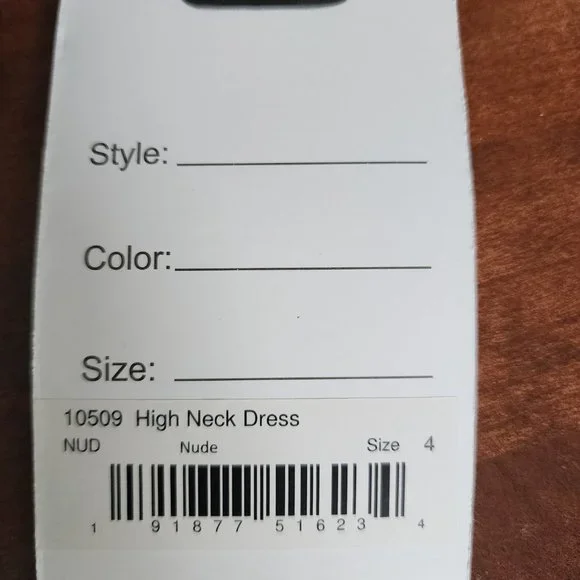 Style:
Color:
Size:
10509 High Neck Dress
NUD Nude Size 4
1 91877 51623 4